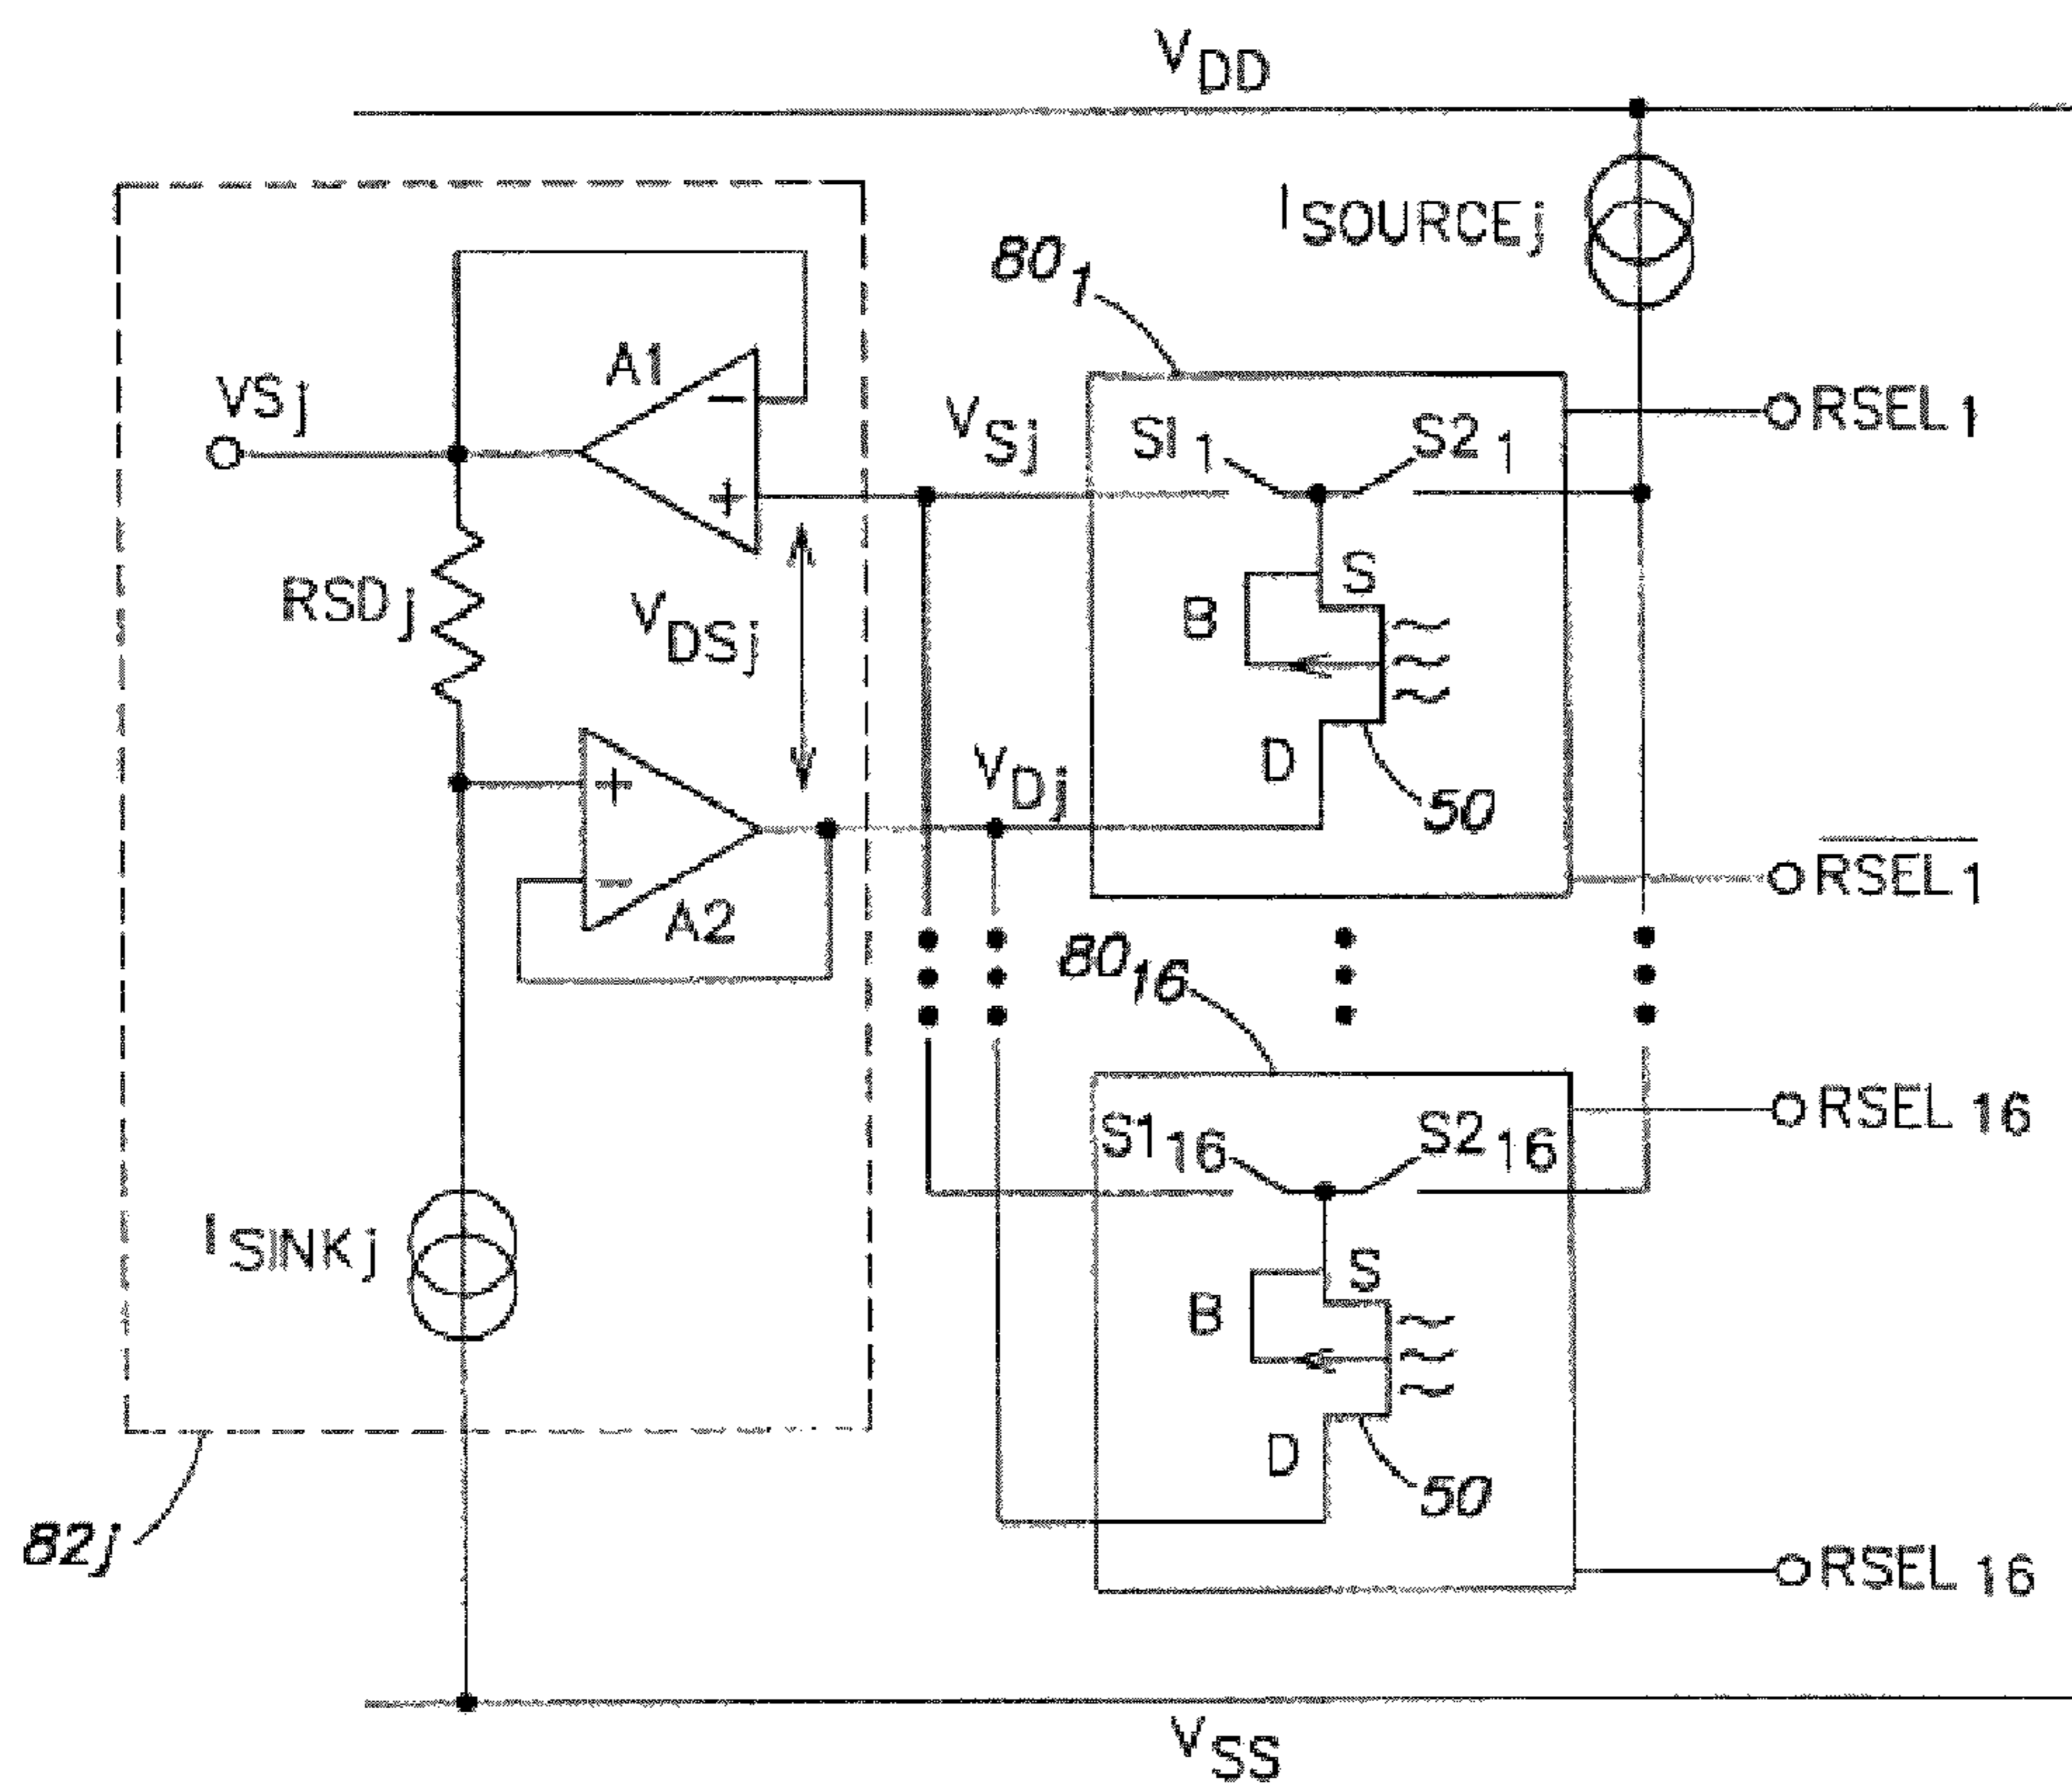 VDD
ISOURCEj
801
A1
VSj
VSj
SI1
S21
RSEL1
−
+
S
RSDj
VDSj
B
D
50
VDj
+
−
A2
RSEL1
8016
RSEL16
S116
S216
S
ISINKj
B
D
50
82j
RSEL16
VSS